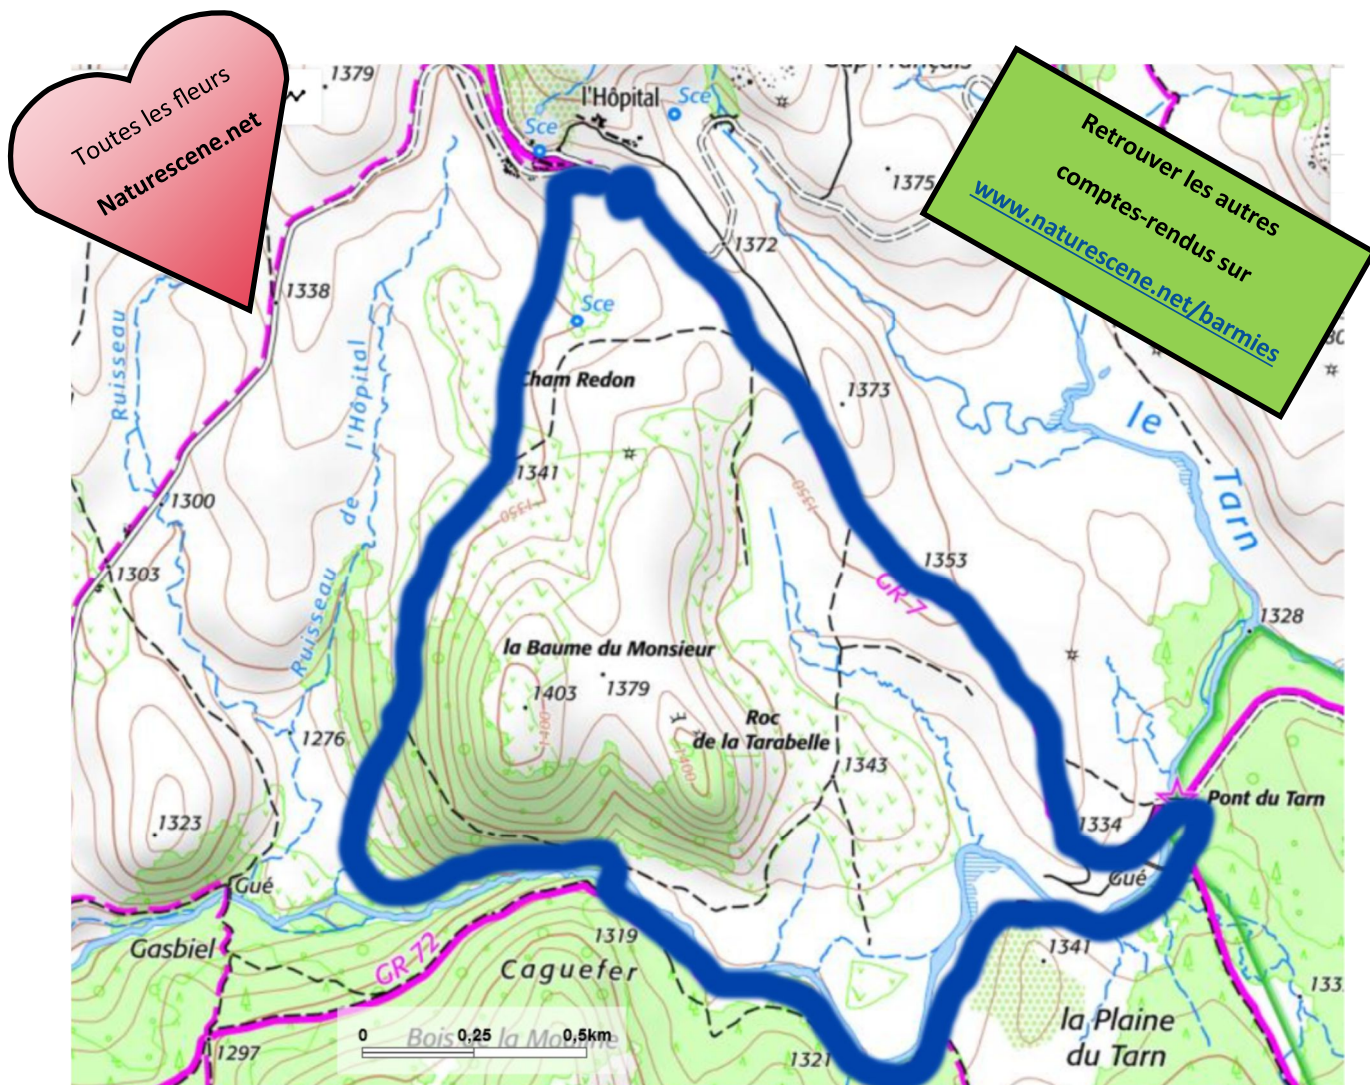 Toutes les fleurs
Naturescene.net
Retrouver les autres
comptes-rendus sur
www.naturescene.net/barmies
1379
l'Hôpital
Sce
Sce
1375
1372
1338
Sce
Ruisseau
de l'Hôpital
Ruisseau
Cham Redon
1373
le Tarn
1341
1350
1350
1300
1303
1353
GR 7
1328
la Baume du Monsieur
1403
1379
1400
1400
Roc
de la Tarabelle
1343
1276
1323
Pont du Tarn
1334
Gué
Gué
Gasbiel
GR 72
1319
Caguefer
1341
la Plaine
du Tarn
1297
0 0,25 0,5km
1321